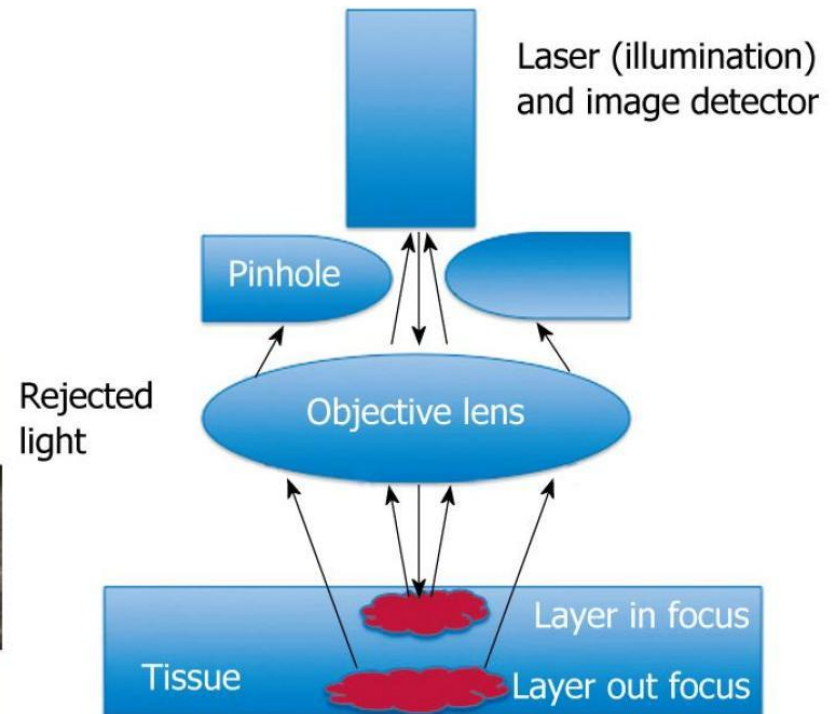 Laser (illumination)
and image detector
Pinhole
Objective lens
Rejected
light
Layer in focus
Tissue
Layer out focus